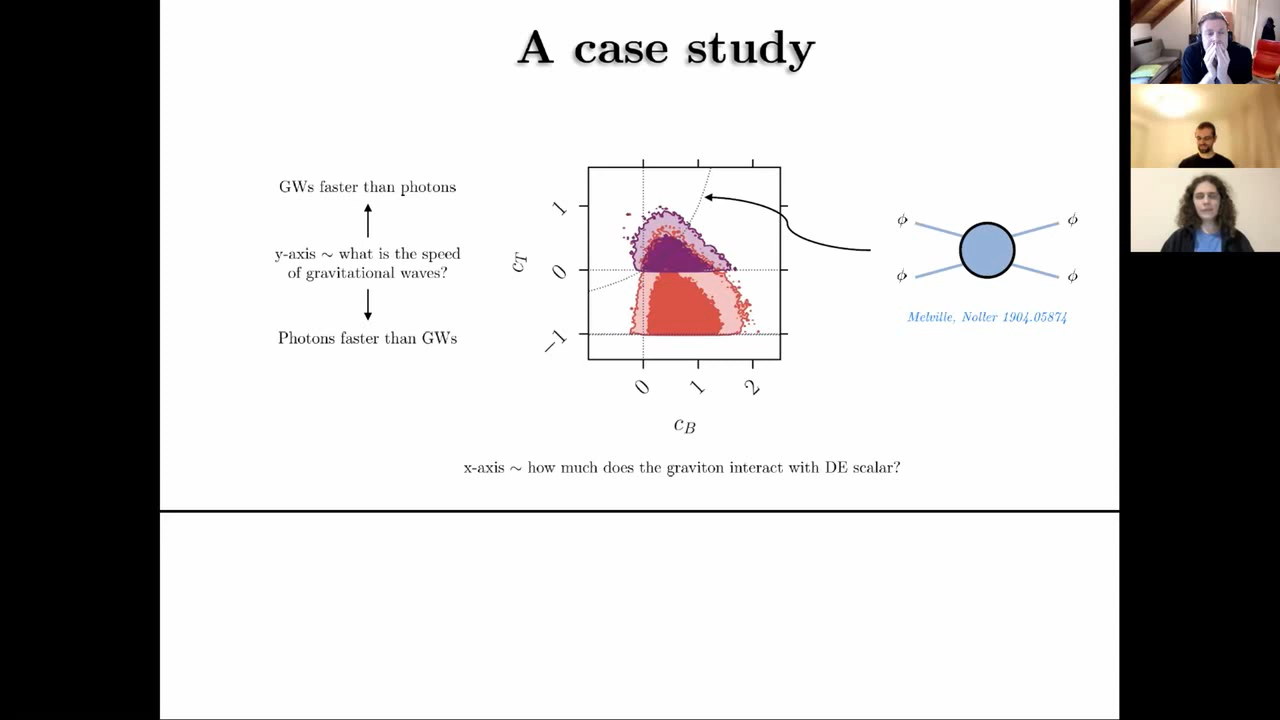 A case study
GWs faster than photons
y-axis ∼ what is the speed
of gravitational waves?
Photons faster than GWs
1
0
−1
c_T
0
1
2
c_B
ϕ
ϕ
ϕ
ϕ
Melville, Noller 1904.05874
x-axis ∼ how much does the graviton interact with DE scalar?